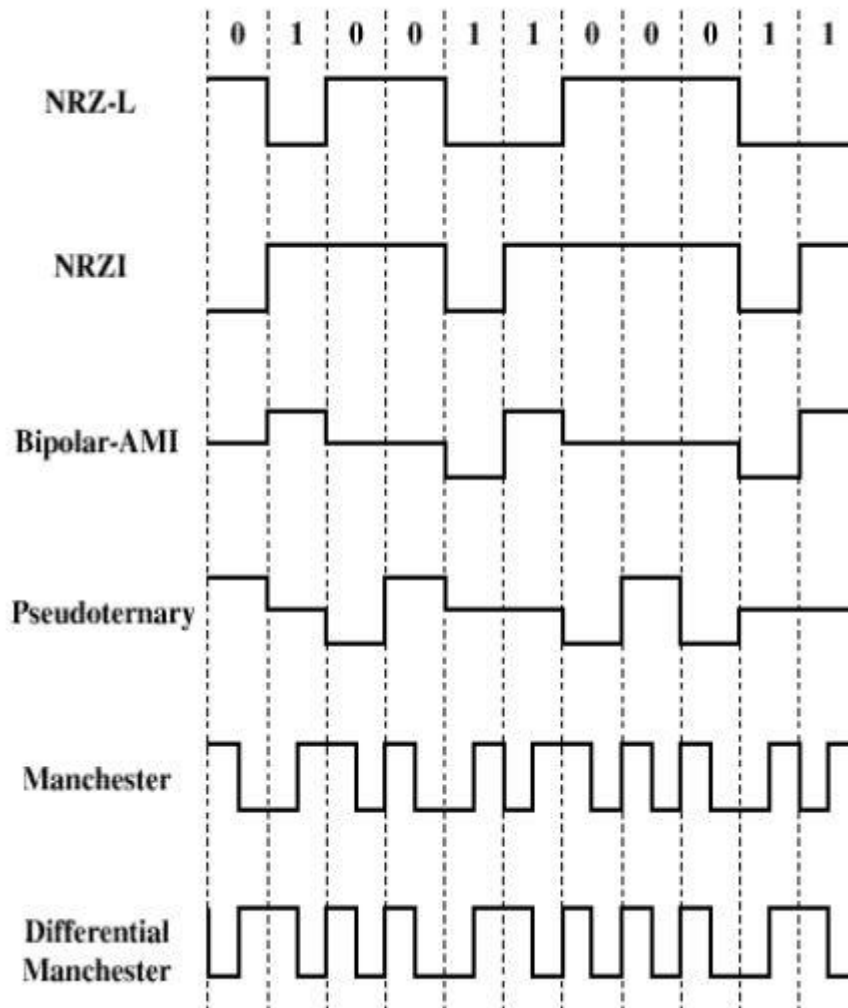 0 1 0 0 1 1 0 0 0 1 1
NRZ-L
NRZI
Bipolar-AMI
Pseudoternary
Manchester
Differential
Manchester